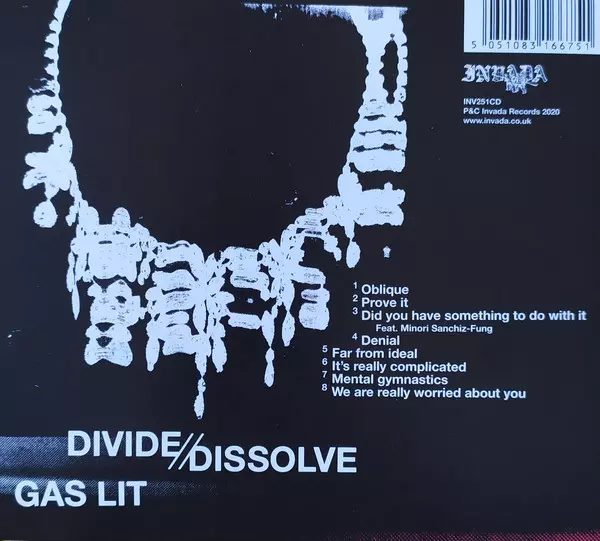 5 051083 166751
INVADA
INV251CD
P&C Invada Records 2020
www.invada.co.uk
1 Oblique
2 Prove it
3 Did you have something to do with it
Feat. Minori Sanchiz-Fung
4 Denial
5 Far from ideal
6 It's really complicated
7 Mental gymnastics
8 We are really worried about you
DIVIDE//DISSOLVE
GAS LIT